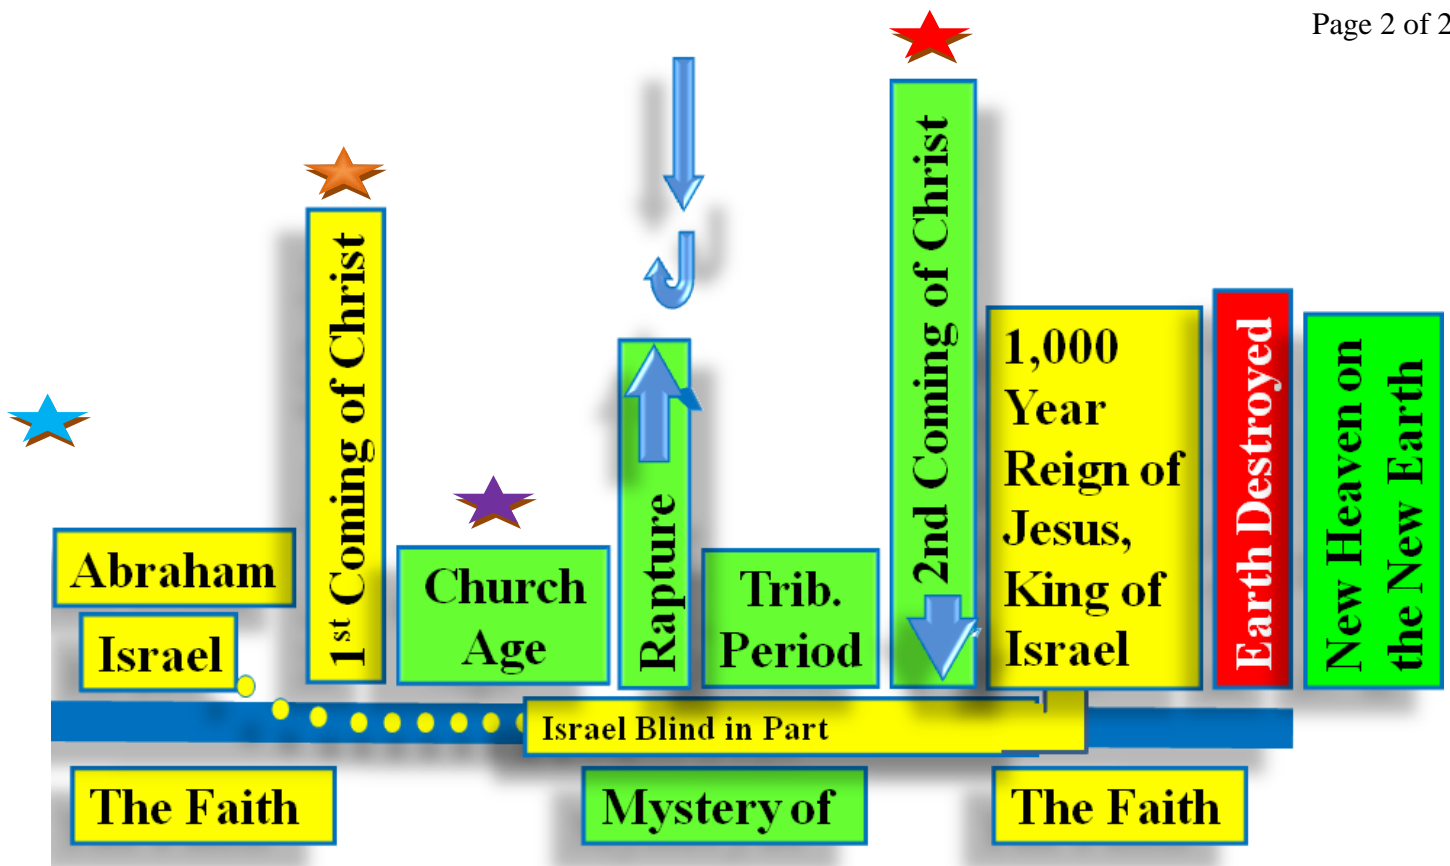 Page 2 of 2
Abraham
Israel
1st Coming of Christ
Church
Age
Rapture
Trib.
Period
2nd Coming of Christ
1,000
Year
Reign of
Jesus,
King of
Israel
Earth Destroyed
New Heaven on
the New Earth
Israel Blind in Part
The Faith
Mystery of
The Faith